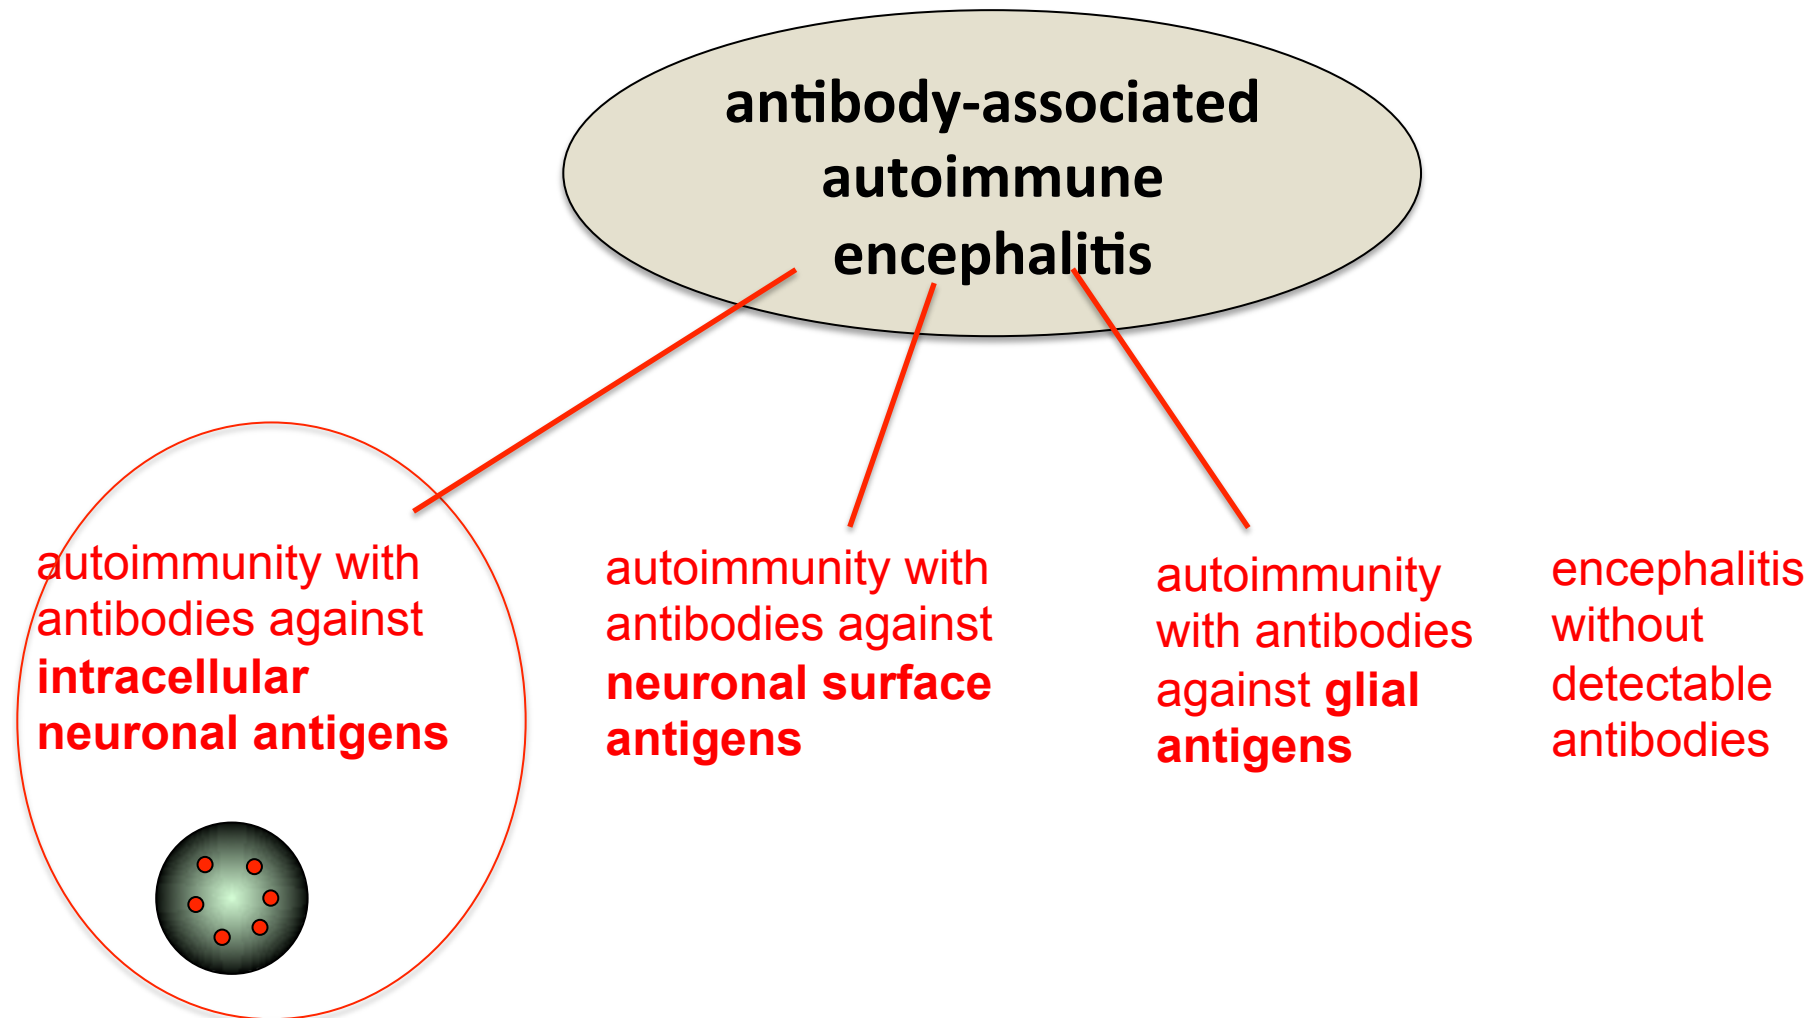 antibody-associated
autoimmune
encephalitis
autoimmunity with
antibodies against
intracellular
neuronal antigens
autoimmunity with
antibodies against
neuronal surface
antigens
autoimmunity
with antibodies
against glial
antigens
encephalitis
without
detectable
antibodies